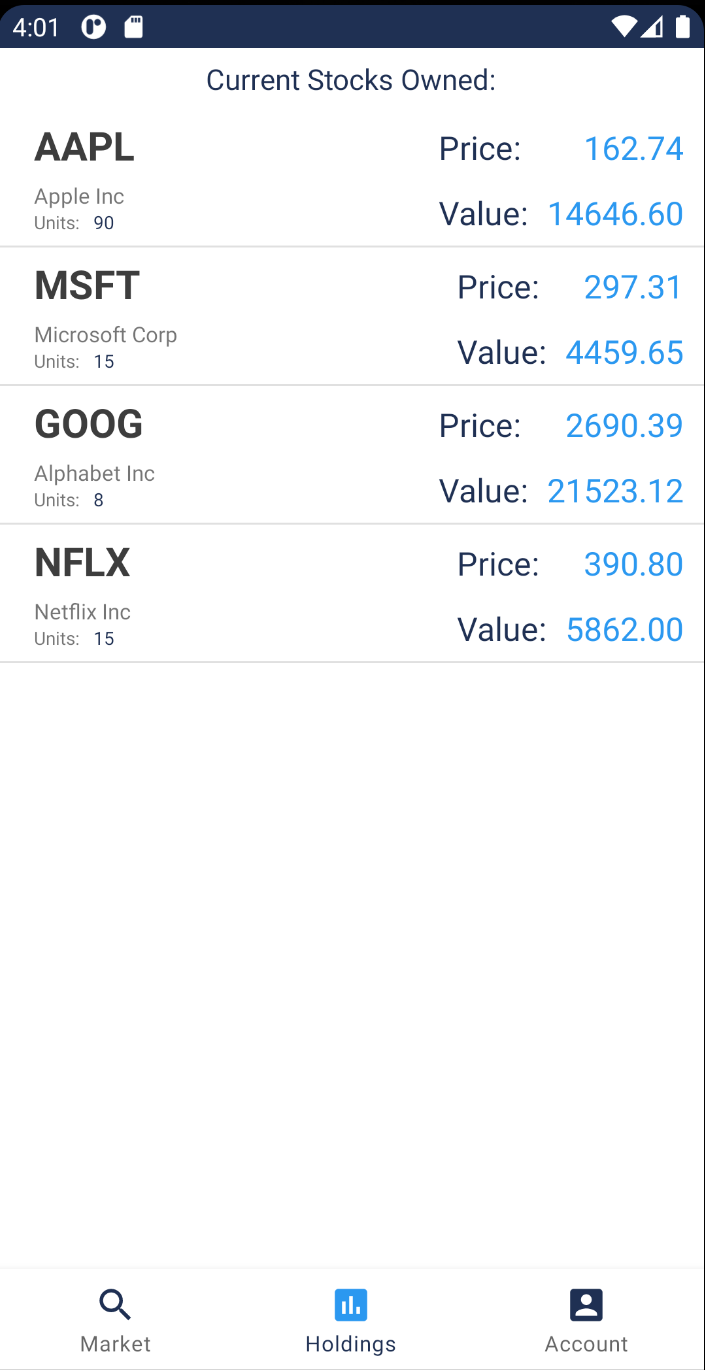 4:01
Current Stocks Owned:
AAPL Price: 162.74
Apple Inc
Units: 90 Value: 14646.60
MSFT Price: 297.31
Microsoft Corp
Units: 15 Value: 4459.65
GOOG Price: 2690.39
Alphabet Inc
Units: 8 Value: 21523.12
NFLX Price: 390.80
Netflix Inc
Units: 15 Value: 5862.00
Market Holdings Account